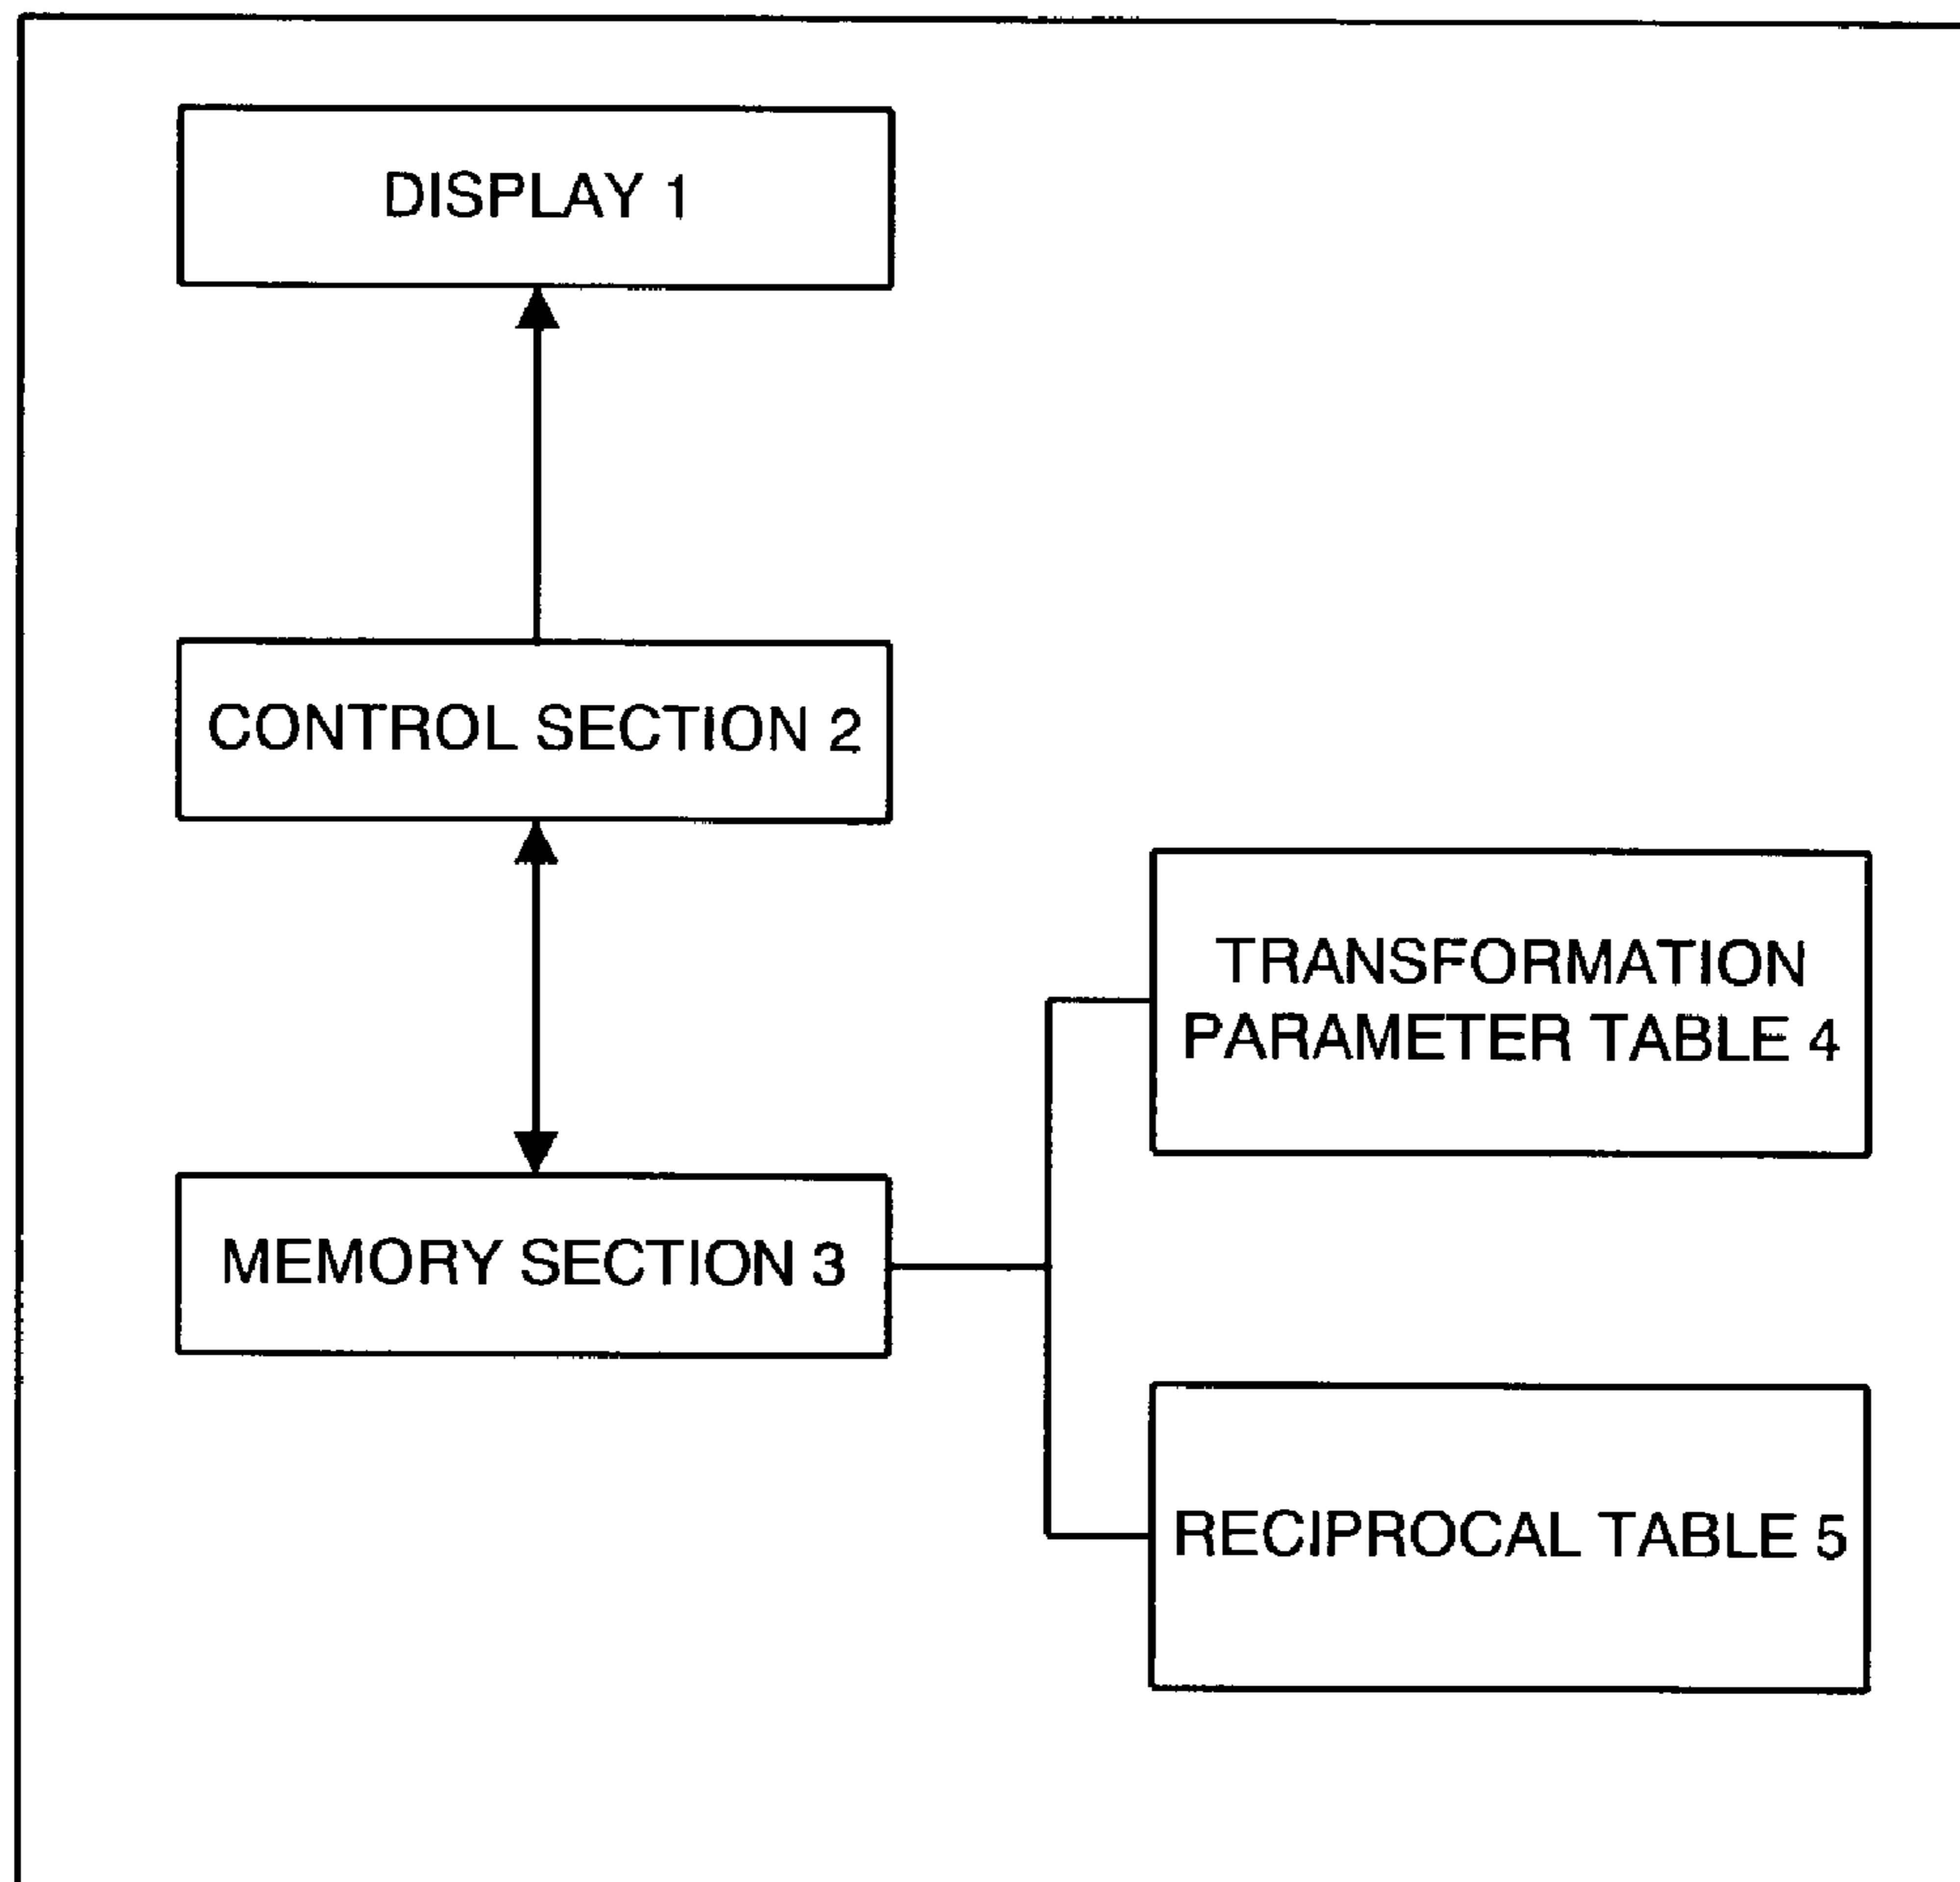 DISPLAY 1
CONTROL SECTION 2
TRANSFORMATION
PARAMETER TABLE 4
MEMORY SECTION 3
RECIPROCAL TABLE 5